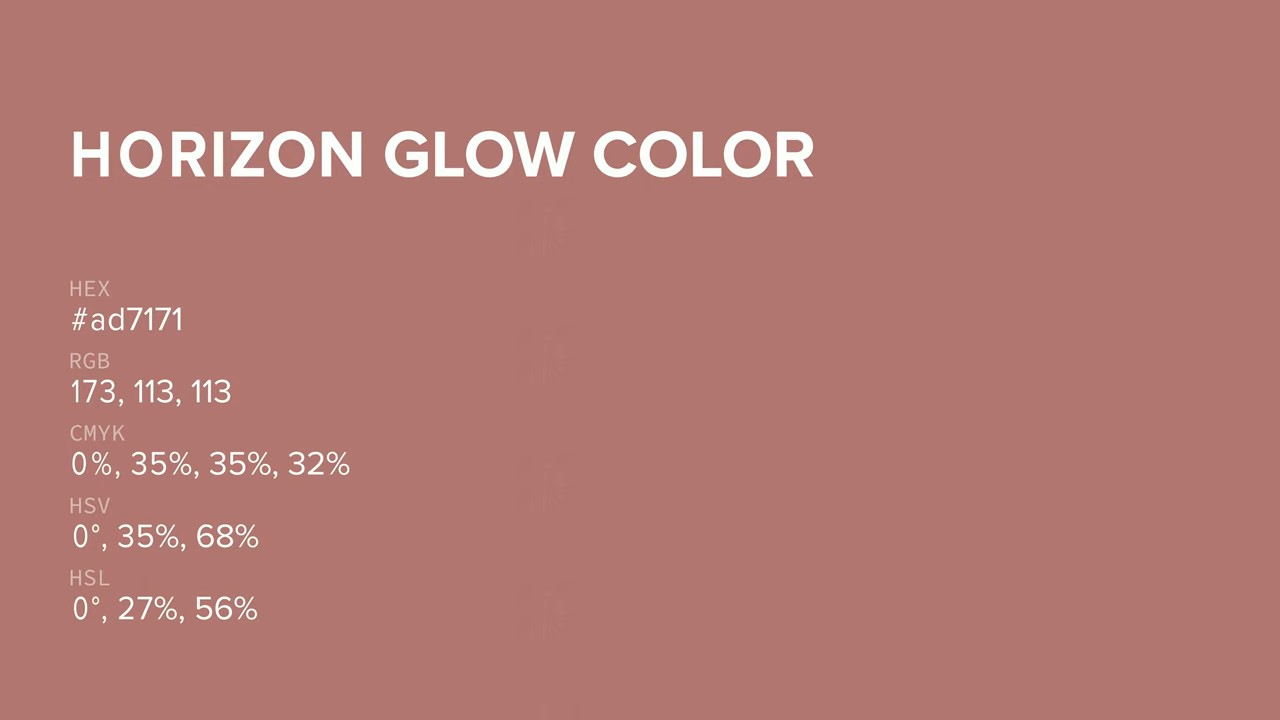 HORIZON GLOW COLOR
HEX
#ad7171
RGB
173, 113, 113
CMYK
0%, 35%, 35%, 32%
HSV
0°, 35%, 68%
HSL
0°, 27%, 56%